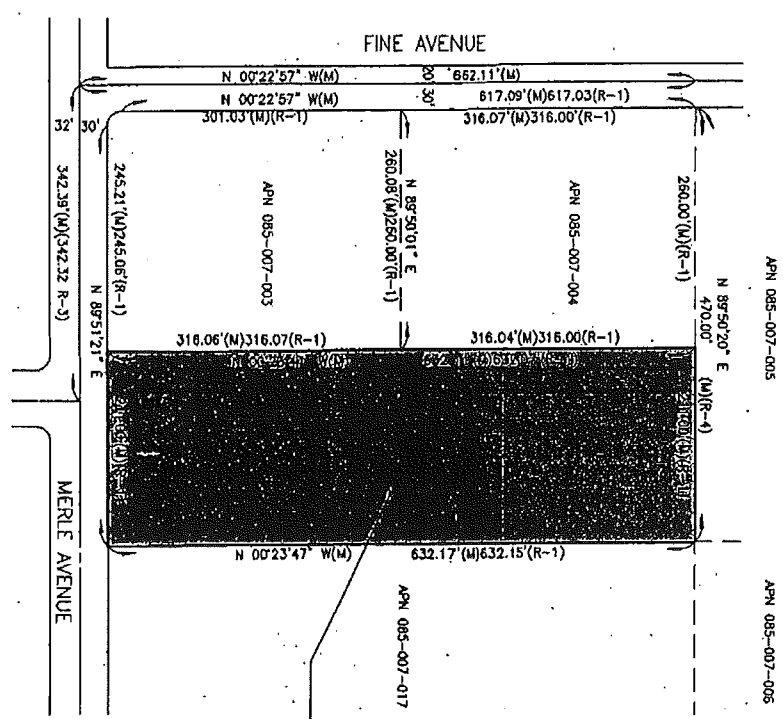 FINE AVENUE
N 00°22'57" W(M)
662.11'(M)
20'
30'
N 00°22'57" W(M)
617.09'(M)617.03(R-1)
301.03'(M)(R-1)
316.07'(M)316.00'(R-1)
32'
30'
342.39'(M)(342.32 R-3)
245.21'(M)245.06'(R-1)
N 89°51'21" E
APN 085-007-003
N 89°50'01" E
260.08'(M)260.00'(R-1)
APN 085-007-004
260.00'(M)(R-1)
N 89°50'20" E
470.00'
(M)(R-4)
APN 085-007-005
316.06'(M)316.07(R-1)
316.04'(M)316.00'(R-1)
MERLE AVENUE
N 00°23'47" W(M)
632.17'(M)632.15'(R-1)
APN 085-007-017
APN 085-007-006